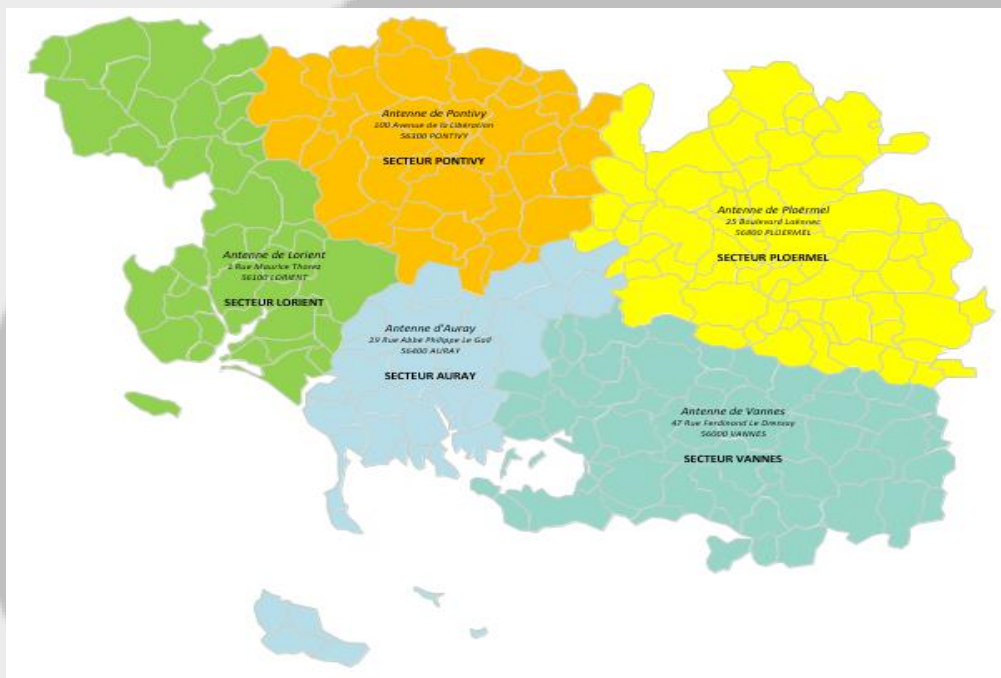 Antenne de Pontivy
100 Avenue de la Libération
56300 PONTIVY
SECTEUR PONTIVY
Antenne de Ploërmel
25 Boulevard Laënnec
56800 PLOERMEL
SECTEUR PLOERMEL
Antenne de Lorient
1 Rue Maurice Thorez
56100 LORIENT
SECTEUR LORIENT
Antenne d'Auray
Rue Abbé Philippe Le Gall
56400 AURAY
SECTEUR AURAY
Antenne de Vannes
47 Rue Ferdinand Le Dressay
56000 VANNES
SECTEUR VANNES